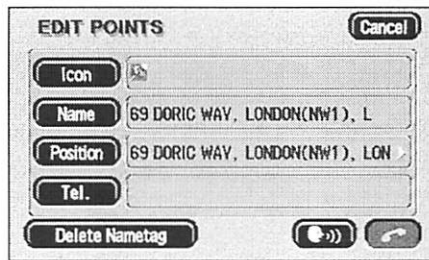 EDIT POINTS Cancel
Icon
Name 69 DORIC WAY, LONDON(NW1), L
Position 69 DORIC WAY, LONDON(NW1), LON
Tel.
Delete Nametag